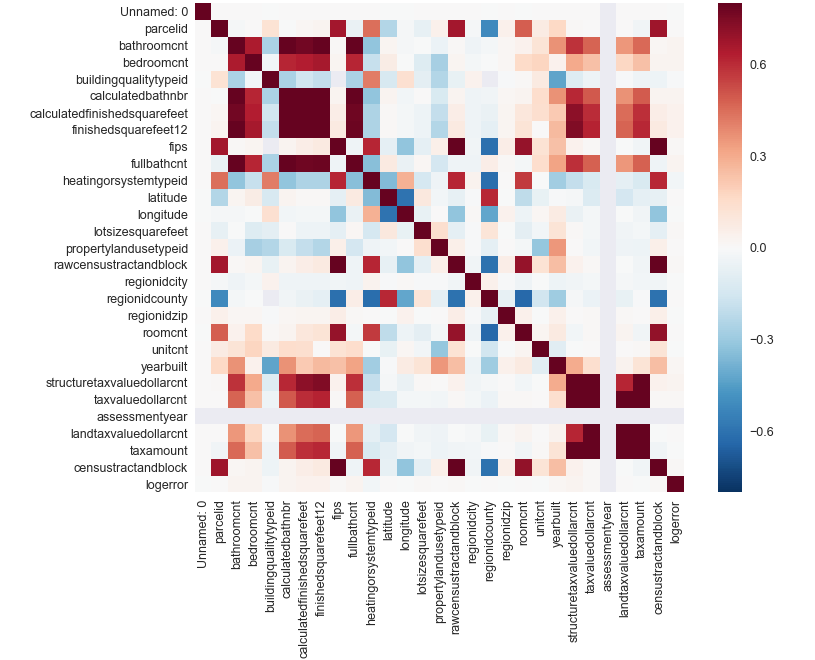 Unnamed: 0
parcelid
bathroomcnt
bedroomcnt
buildingqualitytypeid
calculatedbathnbr
calculatedfinishedsquarefeet
finishedsquarefeet12
fips
fullbathcnt
heatingorsystemtypeid
latitude
longitude
lotsizesquarefeet
propertylandusetypeid
rawcensustractandblock
regionidcity
regionidcounty
regionidzip
roomcnt
unitcnt
yearbuilt
structuretaxvaluedollarcnt
taxvaluedollarcnt
assessmentyear
landtaxvaluedollarcnt
taxamount
censustractandblock
logerror
Unnamed: 0
parcelid
bathroomcnt
bedroomcnt
buildingqualitytypeid
calculatedbathnbr
calculatedfinishedsquarefeet
finishedsquarefeet12
fips
fullbathcnt
heatingorsystemtypeid
latitude
longitude
lotsizesquarefeet
propertylandusetypeid
rawcensustractandblock
regionidcity
regionidcounty
regionidzip
roomcnt
unitcnt
yearbuilt
structuretaxvaluedollarcnt
taxvaluedollarcnt
assessmentyear
landtaxvaluedollarcnt
taxamount
censustractandblock
logerror
0.6
0.3
0.0
−0.3
−0.6